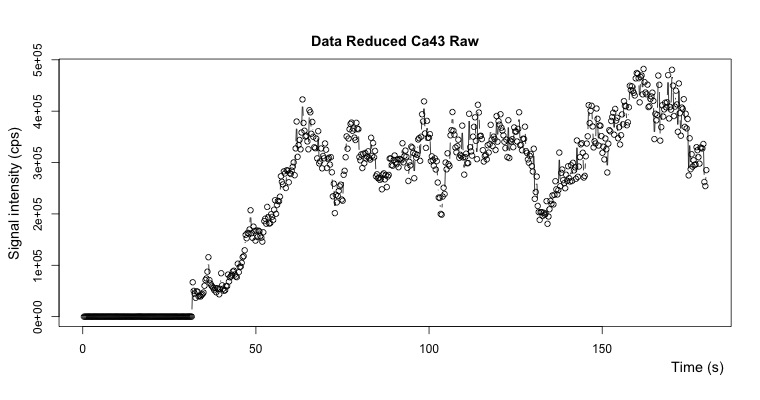 Data Reduced Ca43 Raw
Signal intensity (cps)
5e+05
4e+05
3e+05
2e+05
1e+05
0e+00
0 50 100 150
Time (s)